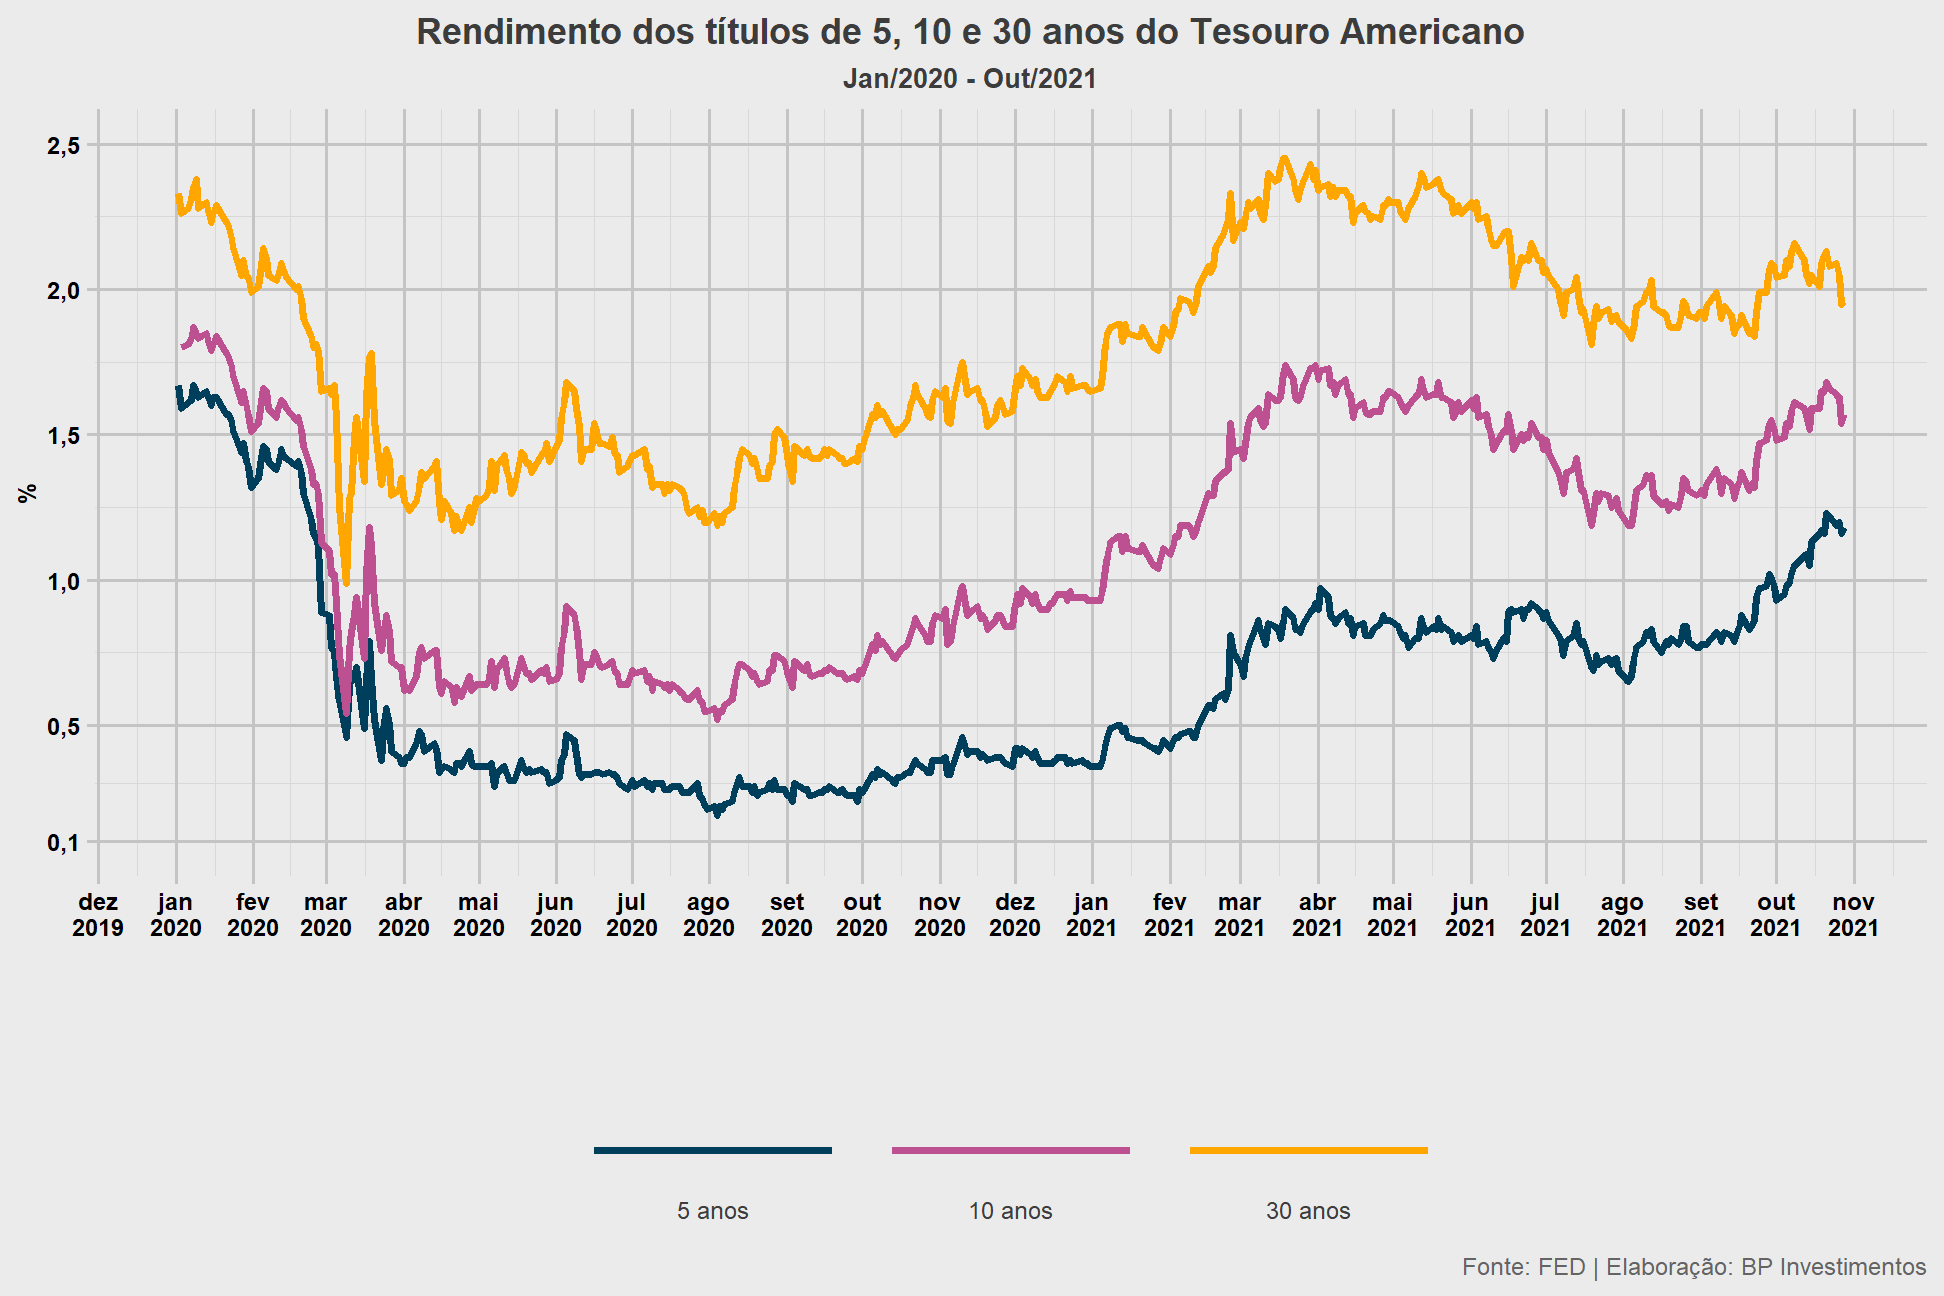 Rendimento dos títulos de 5, 10 e 30 anos do Tesouro Americano
Jan/2020 - Out/2021
2,5
2,0
1,5
%
1,0
0,5
0,1
dez jan fev mar abr mai jun jul ago set out nov dez jan fev mar abr mai jun jul ago set out nov
2019 2020 2020 2020 2020 2020 2020 2020 2020 2020 2020 2020 2020 2021 2021 2021 2021 2021 2021 2021 2021 2021 2021 2021
5 anos 10 anos 30 anos
Fonte: FED | Elaboração: BP Investimentos